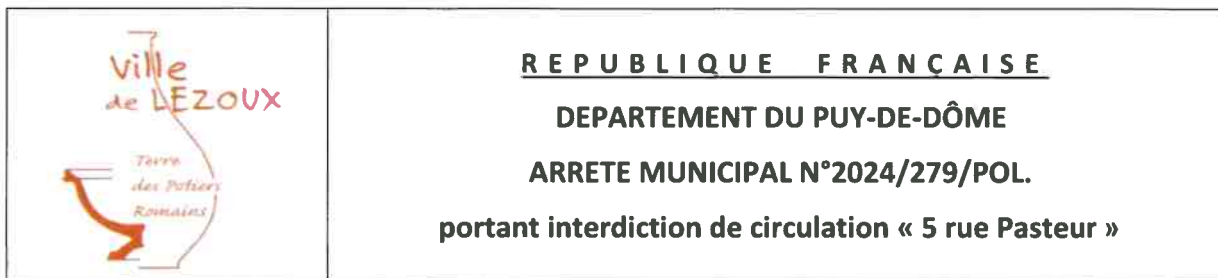 Ville
de LEZOUX
Terre
des Potiers
Romains
REPUBLIQUE FRANÇAISE
DEPARTEMENT DU PUY-DE-DÔME
ARRETE MUNICIPAL N°2024/279/POL.
portant interdiction de circulation « 5 rue Pasteur »